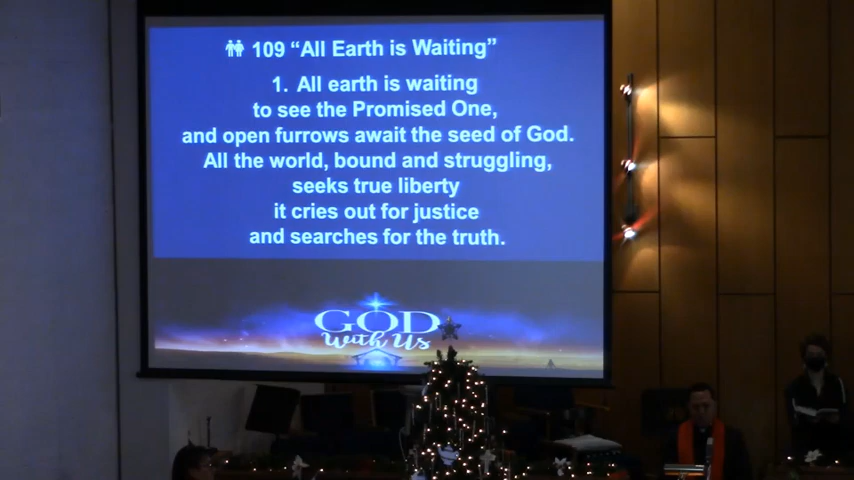 109 “All Earth is Waiting”
1. All earth is waiting
to see the Promised One,
and open furrows await the seed of God.
All the world, bound and struggling,
seeks true liberty
it cries out for justice
and searches for the truth.
GOD
With Us